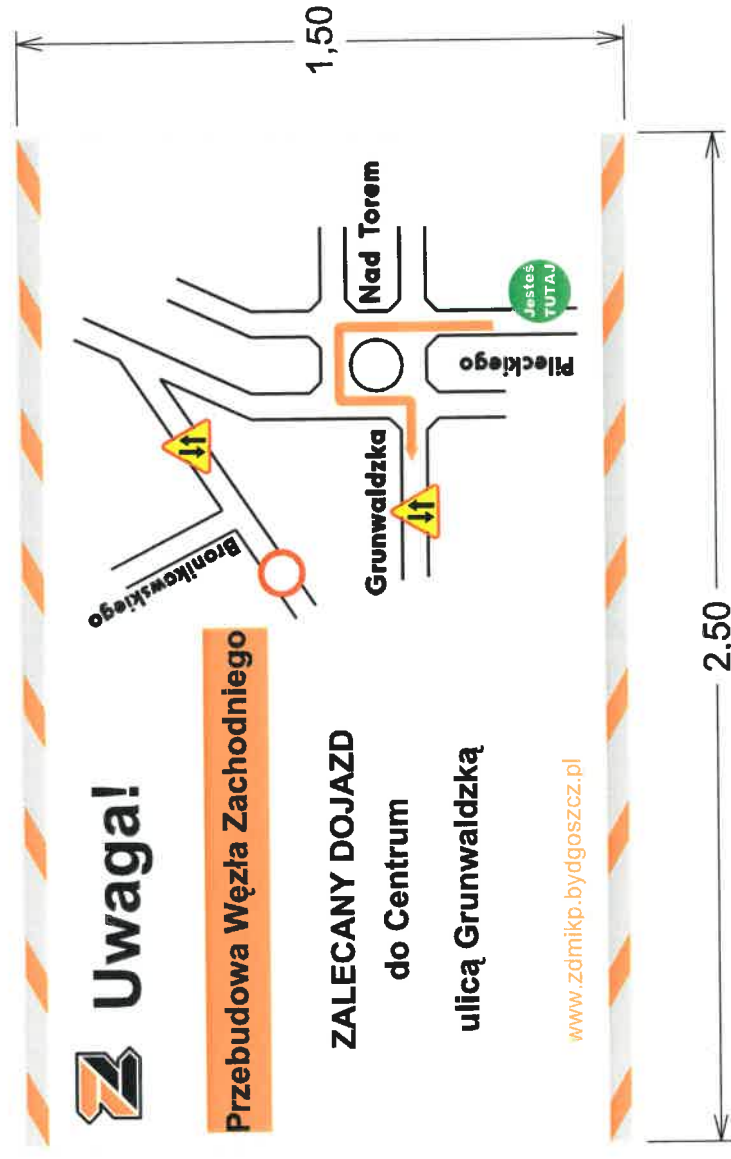 Uwaga!
Przebudowa Węzła Zachodniego
ZALECANY DOJAZD
do Centrum
ulicą Grunwaldzką
www.zdmikp.bydgoszcz.pl
Bronikowskiego
Grunwaldzka
Nad Torem
Pileckiego
Jesteś
TUTAJ
1,50
2,50